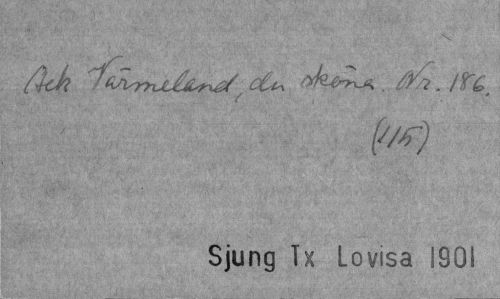 Ack Värmeland, du sköna. Nr. 186.
(115)
Sjung Tx Lovisa 1901